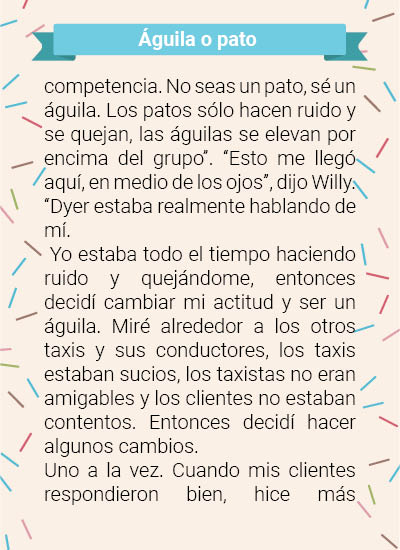 Águila o pato
competencia. No seas un pato, sé un
águila. Los patos sólo hacen ruido y
se quejan, las águilas se elevan por
encima del grupo”. “Esto me llegó
aquí, en medio de los ojos”, dijo Willy.
“Dyer estaba realmente hablando de
mí.
Yo estaba todo el tiempo haciendo
ruido y quejándome, entonces
decidí cambiar mi actitud y ser un
águila. Miré alrededor a los otros
taxis y sus conductores, los taxis
estaban sucios, los taxistas no eran
amigables y los clientes no estaban
contentos. Entonces decidí hacer
algunos cambios.
Uno a la vez. Cuando mis clientes
respondieron bien, hice más